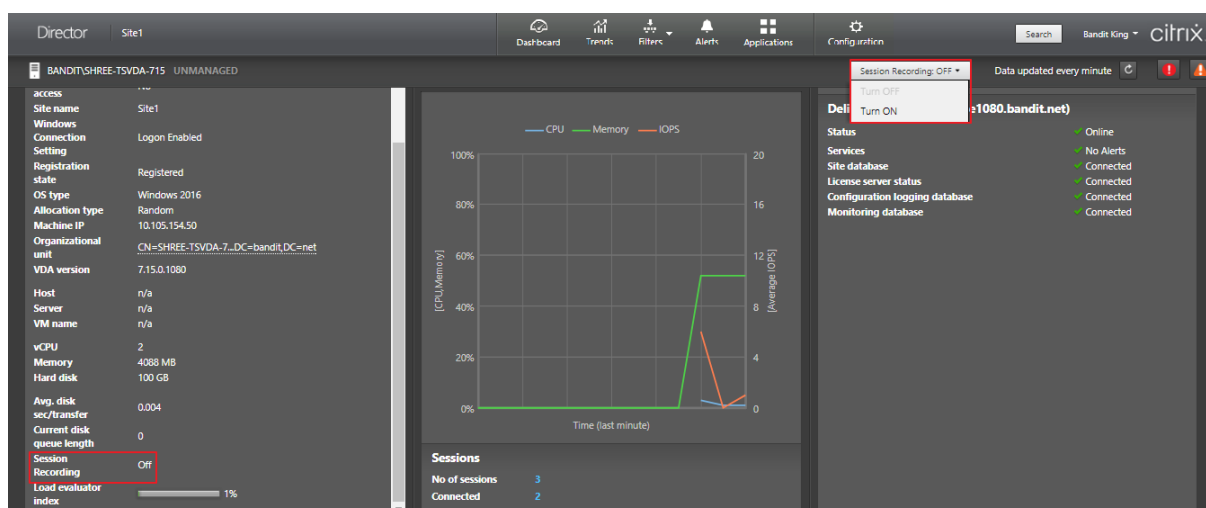 Director Site1 Dashboard Trends Filters Alerts Applications Configuration Search Bandit King citrix
BANDIT\SHREE-TSVDA-715 UNMANAGED Session Recording: OFF Data updated every minute
Turn OFF
Turn ON
access
Site name Site1
Windows
Connection Logon Enabled
Setting
Registration
state Registered
OS type Windows 2016
Allocation type Random
Machine IP 10.105.154.50
Organizational
unit CN=SHREE-TSVDA-7...DC=bandit,DC=net
VDA version 7.15.0.1080
Host n/a
Server n/a
VM name n/a
vCPU 2
Memory 4088 MB
Hard disk 100 GB
Avg. disk
sec/transfer 0.004
Current disk
queue length 0
Session
Recording Off
Load evaluator
index 1%
CPU Memory IOPS
100% 20
80% 16
60% 12
40% 8
20% 4
0% 0
[CPU,Memory]
[Average IOPS]
Time (last minute)
Sessions
No of sessions 3
Connected 2
Deli e1080.bandit.net)
Status Online
Services No Alerts
Site database Connected
License server status Connected
Configuration logging database Connected
Monitoring database Connected